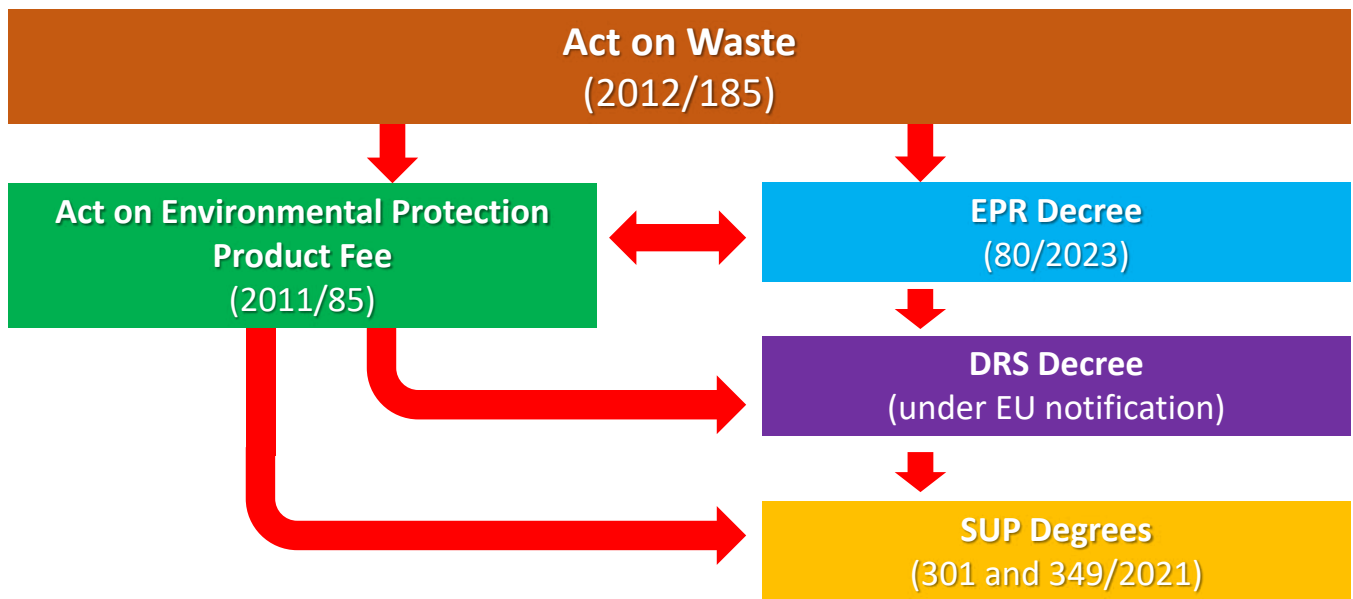 Act on Waste
(2012/185)
Act on Environmental Protection
Product Fee
(2011/85)
EPR Decree
(80/2023)
DRS Decree
(under EU notification)
SUP Degrees
(301 and 349/2021)